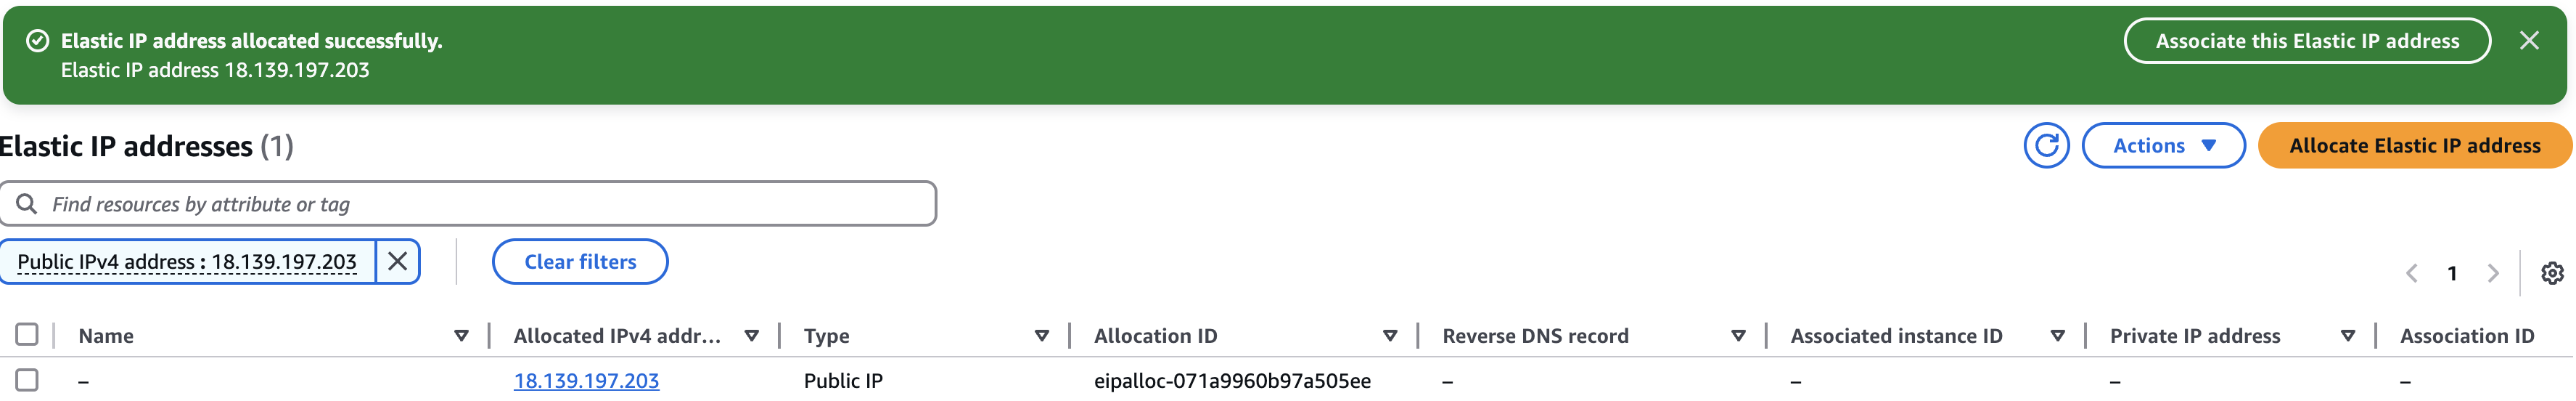 Elastic IP address allocated successfully.
Elastic IP address 18.139.197.203
Associate this Elastic IP address
Elastic IP addresses (1)
Actions
Allocate Elastic IP address
Find resources by attribute or tag
Public IPv4 address : 18.139.197.203
Clear filters
1
Name Allocated IPv4 addr... Type Allocation ID Reverse DNS record Associated instance ID Private IP address Association ID
– 18.139.197.203 Public IP eipalloc-071a9960b97a505ee – – – –